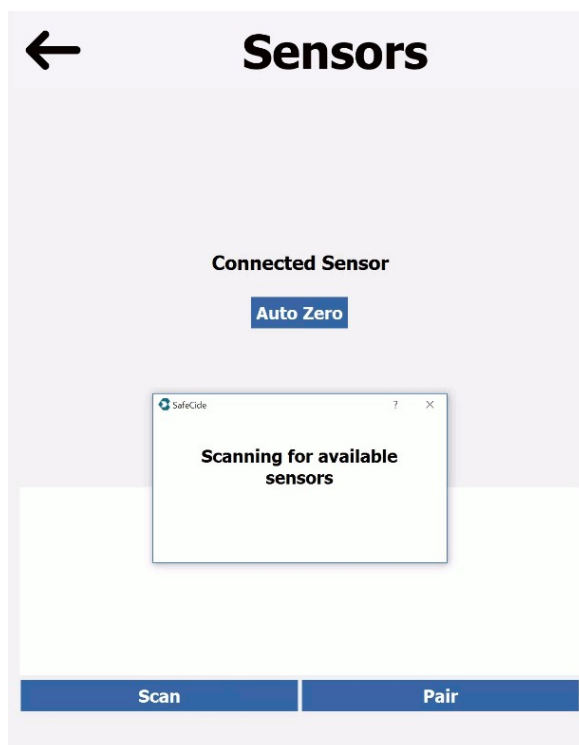 Sensors
Connected Sensor
Auto Zero
SafeCide
?
Scanning for available
sensors
Scan
Pair